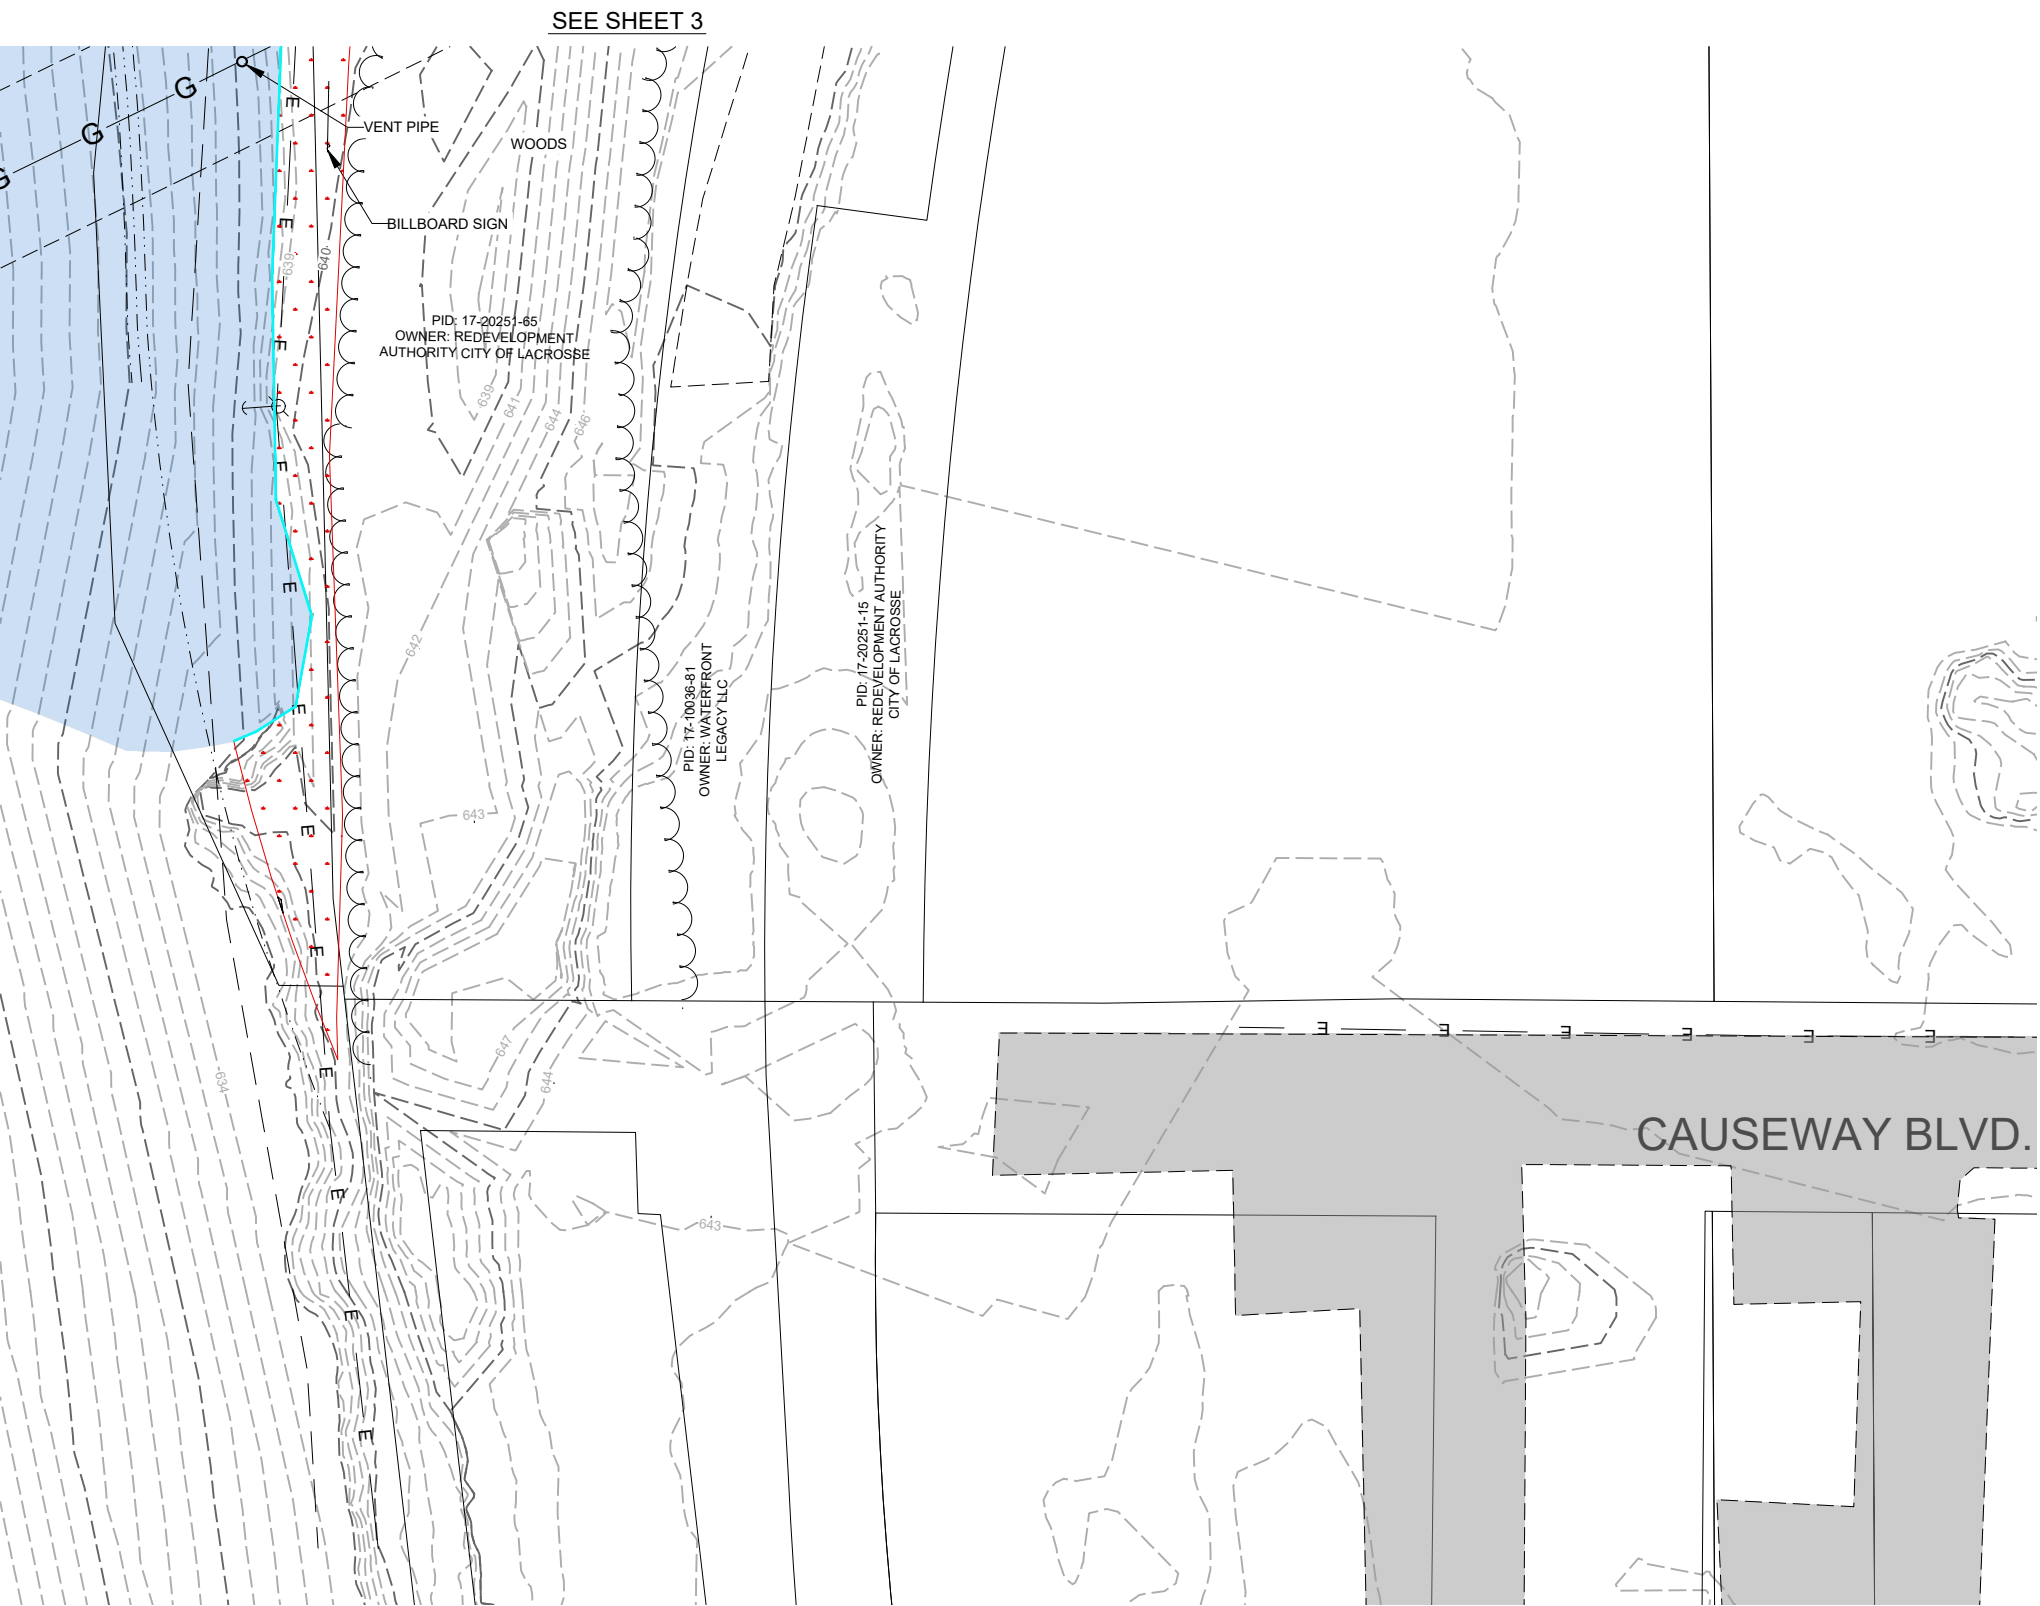 SEE SHEET 3
G
G
G
E
VENT PIPE
WOODS
E
BILLBOARD SIGN
639
640
PID: 17-20251-65
OWNER: REDEVELOPMENT
AUTHORITY CITY OF LACROSSE
E
639
641
644
646
E
E
642
PID: 17-20251-15
OWNER: REDEVELOPMENT AUTHORITY
CITY OF LACROSSE
PID: 17-10036-81
OWNER: WATERFRONT
LEGACY LLC
E
643
E
E
647
E
E
E
E
E
E
634
E
644
CAUSEWAY BLVD.
E
643
E
E